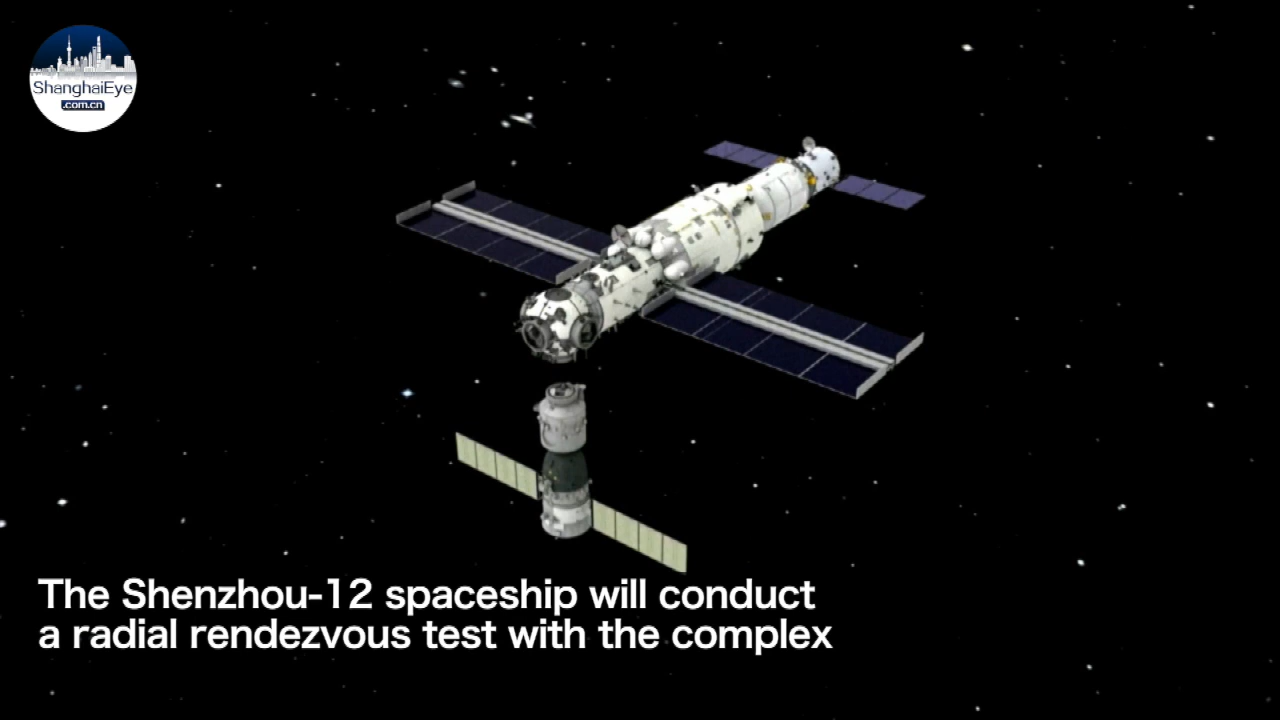 ShanghaiEye
.com.cn
The Shenzhou-12 spaceship will conduct
a radial rendezvous test with the complex